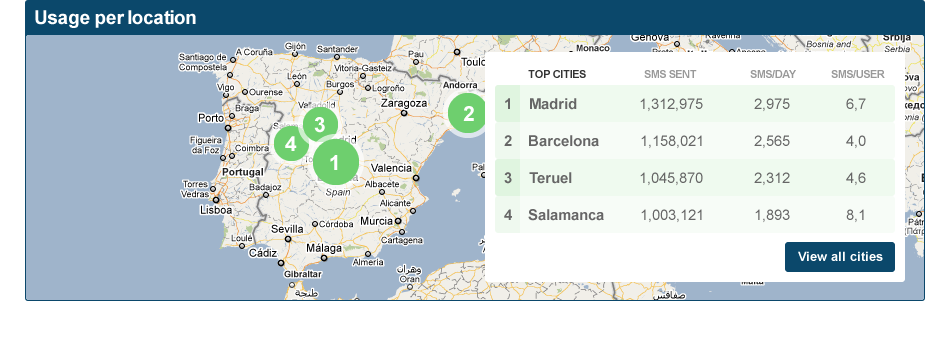 Usage per location
Gijón
Santander
A Coruña
Santiago de
Compostela
Vitoria-Gasteiz
Pau
Monaco
Genova
Ravenna
Bosnia and
Srbija
León
Burgos
Logroño
Andorra
Vigo
Ourense
Zaragoza
Braga
Porto
Figueira
da Foz
Coimbra
Portugal
Badajoz
Spain
Valencia
Albacete
Torres
Vedras
Lisboa
Alicante
Murcia
Cartagena
Córdoba
Sevilla
Loulé
Cádiz
Málaga
Almería
Gibraltar
طنجة
وهران
Oran
صفاقس
1
2
3
4
TOP CITIES SMS SENT SMS/DAY SMS/USER
1 Madrid 1,312,975 2,975 6,7
2 Barcelona 1,158,021 2,565 4,0
3 Teruel 1,045,870 2,312 4,6
4 Salamanca 1,003,121 1,893 8,1
View all cities